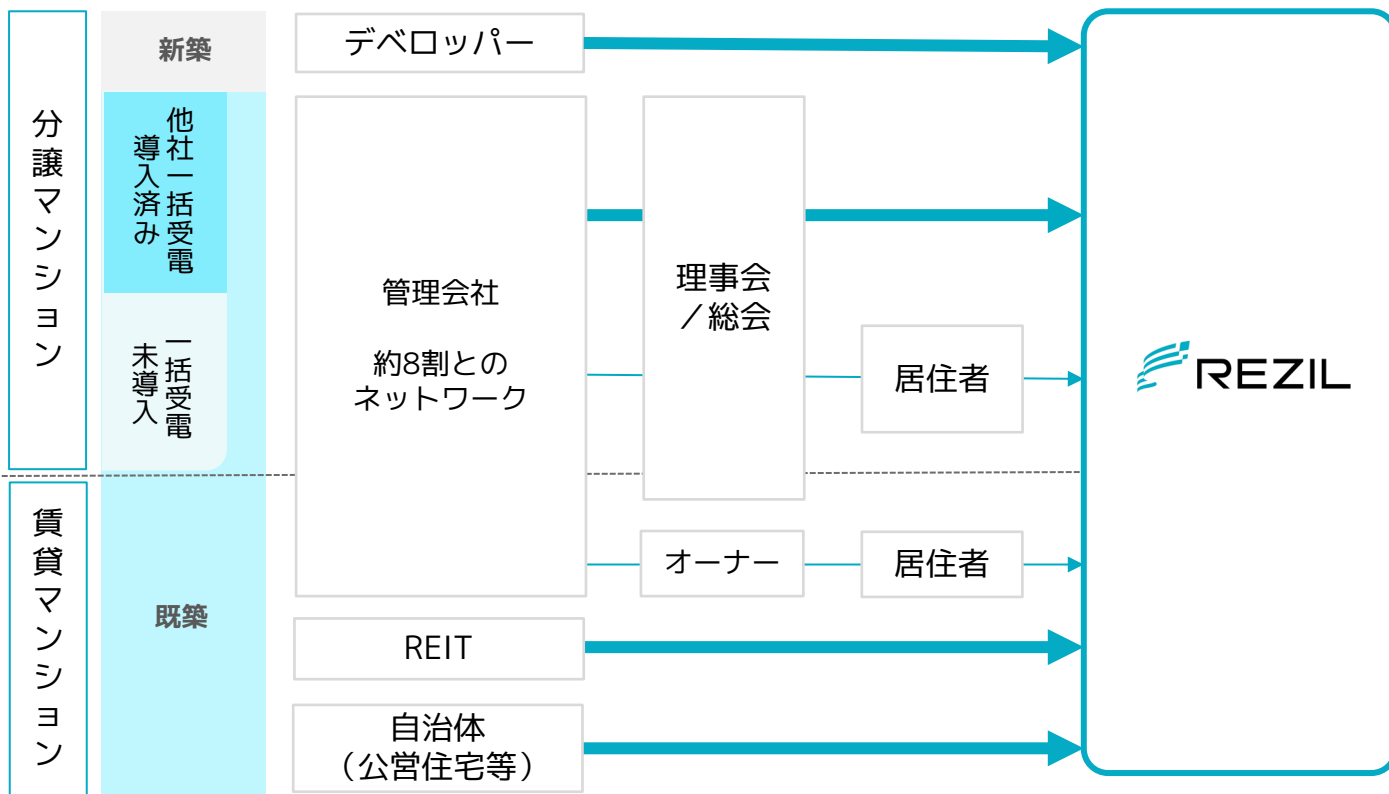 分譲マンション
新築
デベロッパー
他社一括受電
導入済み
一括受電
未導入
管理会社
約8割との
ネットワーク
理事会
／総会
居住者
REZIL
賃貸マンション
既築
オーナー
居住者
REIT
自治体
（公営住宅等）